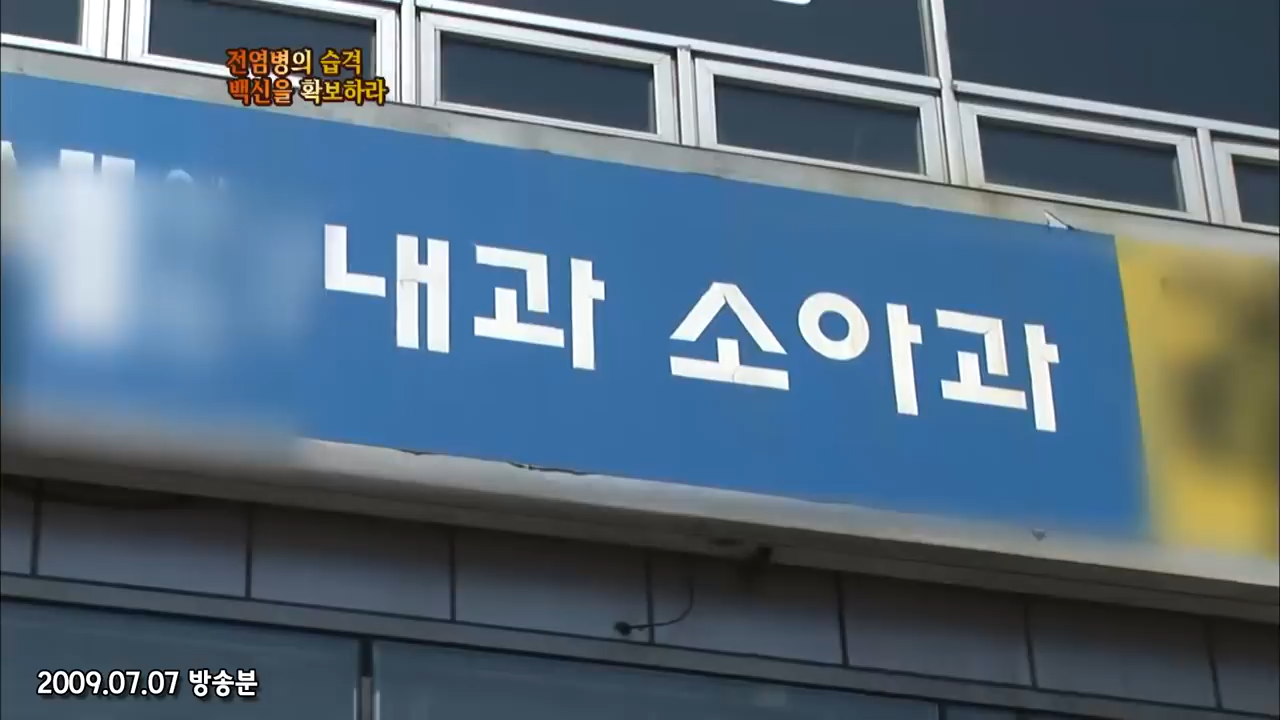 전염병의 습격
백신을 확보하라
내과 소아과
2009.07.07 방송분